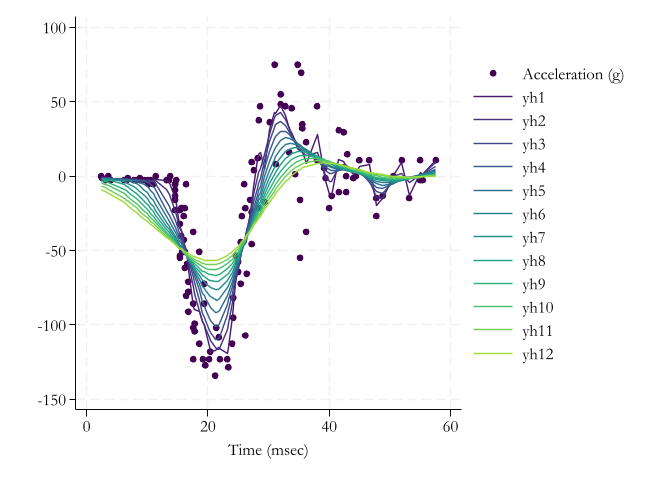 100
50
0
-50
-100
-150
0 20 40 60
Time (msec)
Acceleration (g)
yh1
yh2
yh3
yh4
yh5
yh6
yh7
yh8
yh9
yh10
yh11
yh12